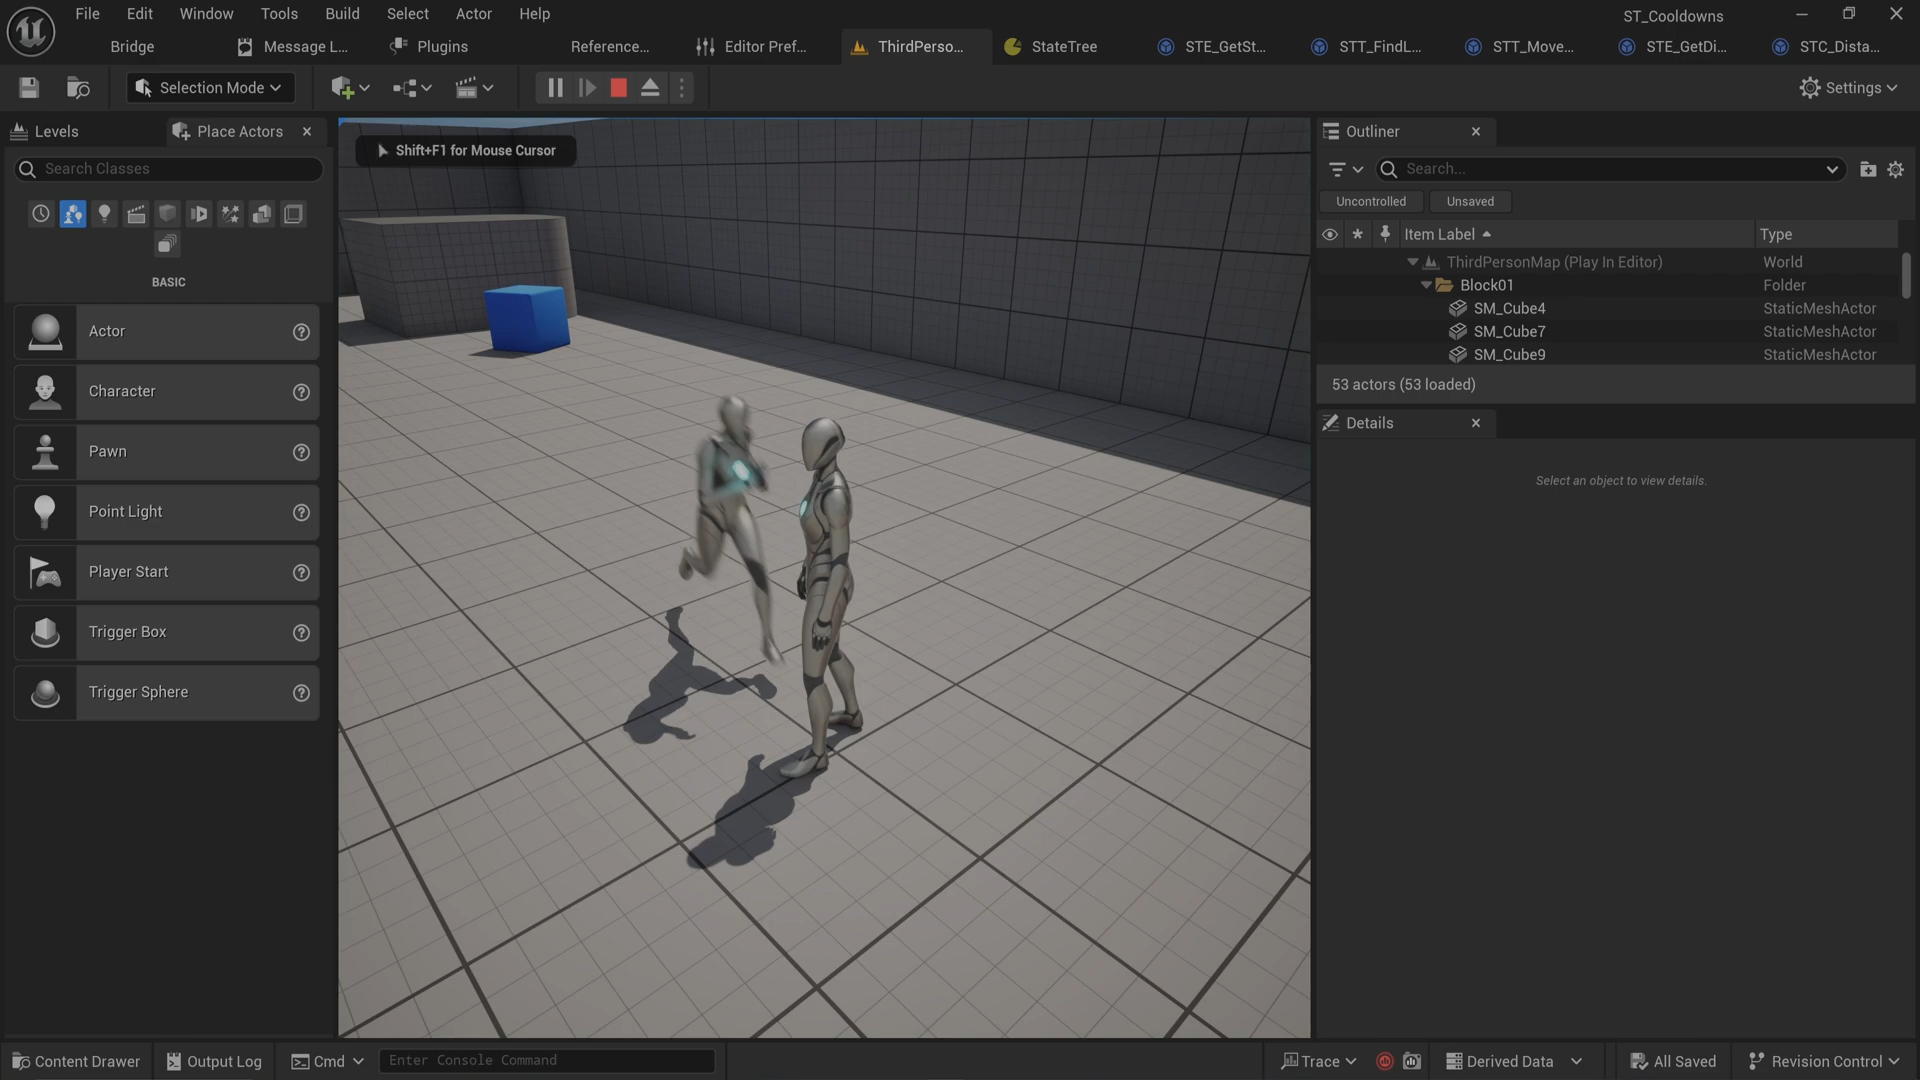 File Edit Window Tools Build Select Actor Help
ST_Cooldowns
Bridge
Message L...
Plugins
Reference...
Editor Pref...
ThirdPerso...
StateTree
STE_GetSt...
STT_FindL...
STT_Move...
STE_GetDi...
STC_Dista...
Selection Mode
Settings
Levels
Place Actors
Search Classes
BASIC
Actor
Character
Pawn
Point Light
Player Start
Trigger Box
Trigger Sphere
Shift+F1 for Mouse Cursor
Outliner
Search...
Uncontrolled
Unsaved
Item Label
Type
ThirdPersonMap (Play In Editor) World
Block01 Folder
SM_Cube4 StaticMeshActor
SM_Cube7 StaticMeshActor
SM_Cube9 StaticMeshActor
53 actors (53 loaded)
Details
Select an object to view details.
Content Drawer
Output Log
Cmd
Enter Console Command
Trace
Derived Data
All Saved
Revision Control